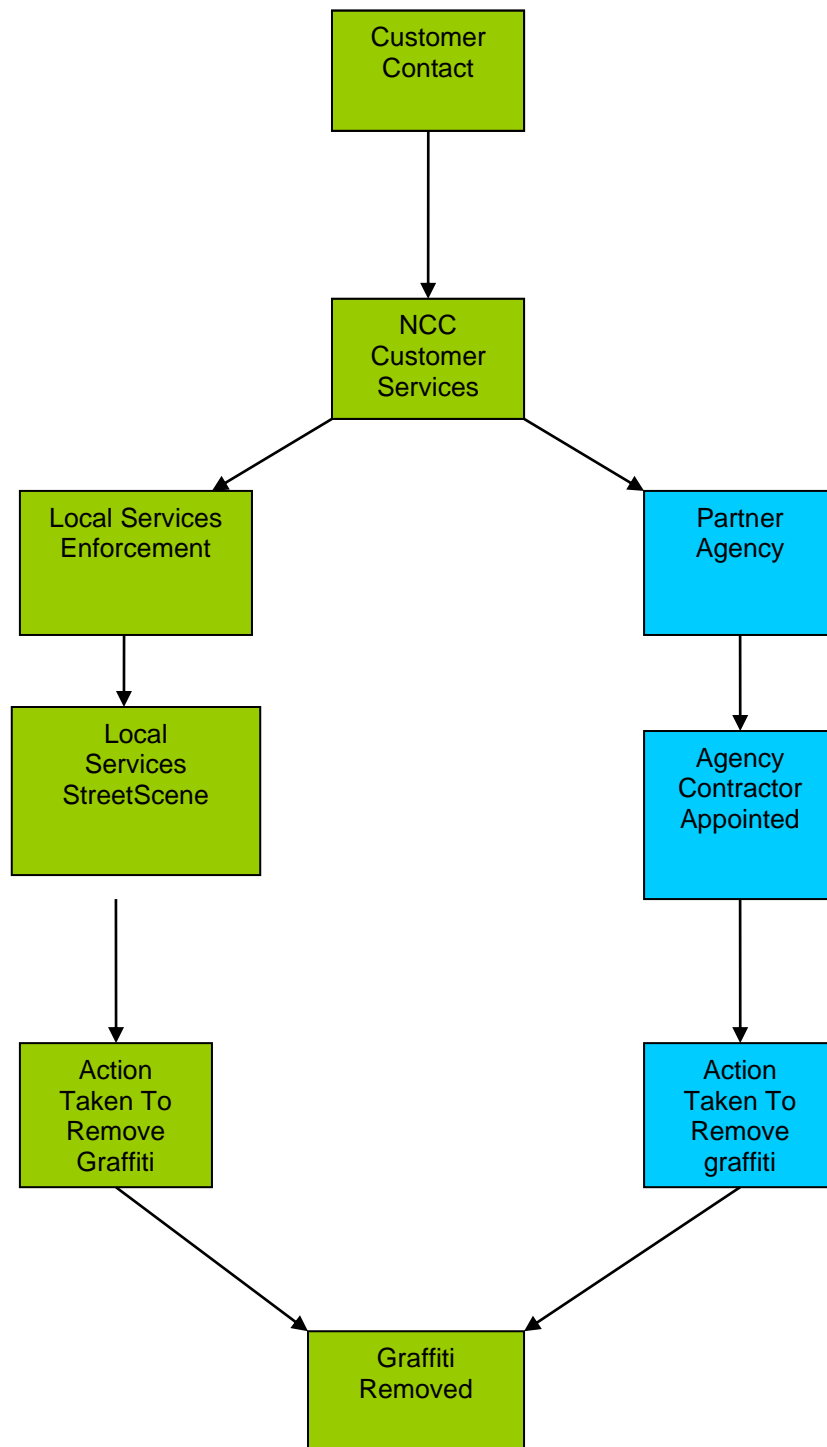 Customer
Contact
NCC
Customer
Services
Local Services
Enforcement
Partner
Agency
Local
Services
StreetScene
Agency
Contractor
Appointed
Action
Taken To
Remove
Graffiti
Action
Taken To
Remove
graffiti
Graffiti
Removed